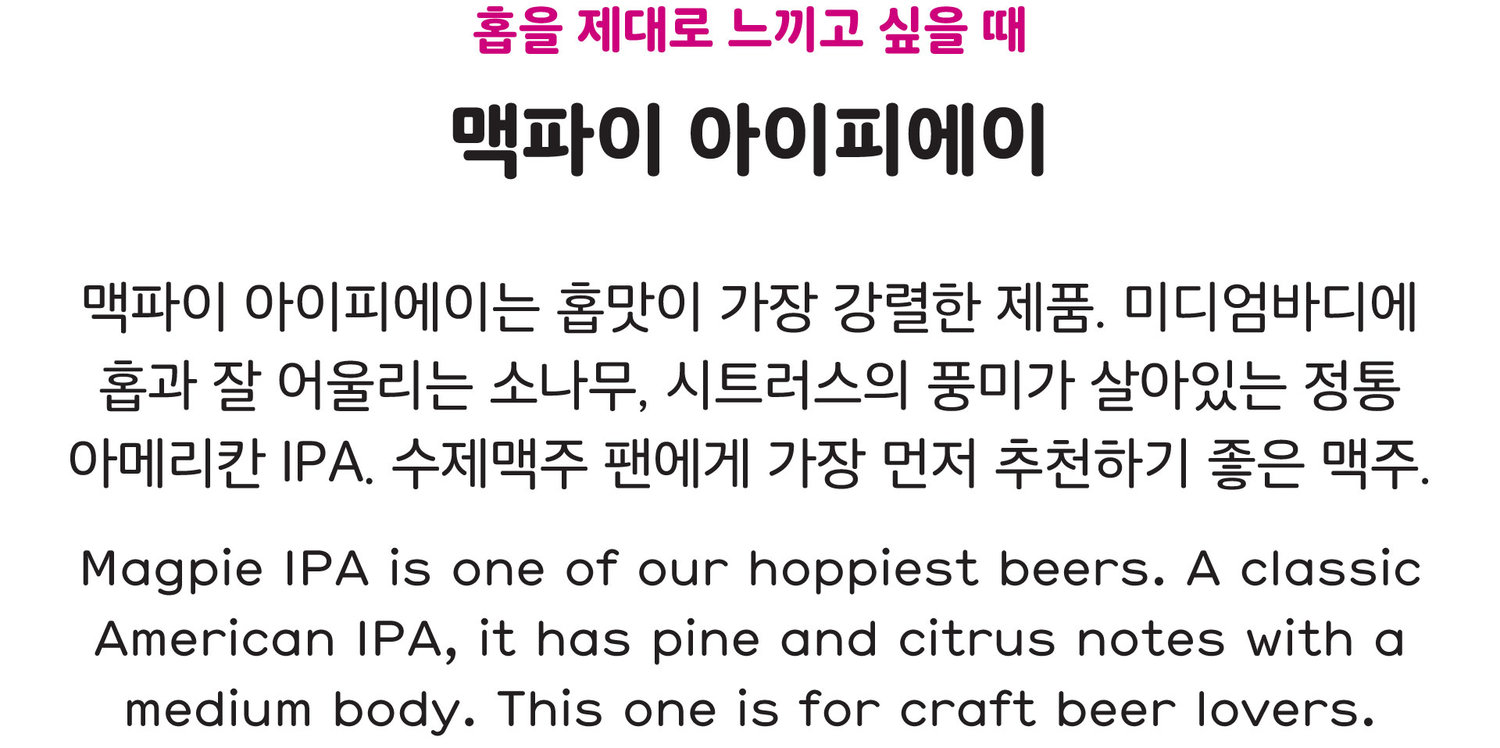 홉을 제대로 느끼고 싶을 때
맥파이 아이피에이
맥파이 아이피에이는 홉맛이 가장 강렬한 제품. 미디엄바디에
홉과 잘 어울리는 소나무, 시트러스의 풍미가 살아있는 정통
아메리칸 IPA. 수제맥주 팬에게 가장 먼저 추천하기 좋은 맥주.
Magpie IPA is one of our hoppiest beers. A classic
American IPA, it has pine and citrus notes with a
medium body. This one is for craft beer lovers.